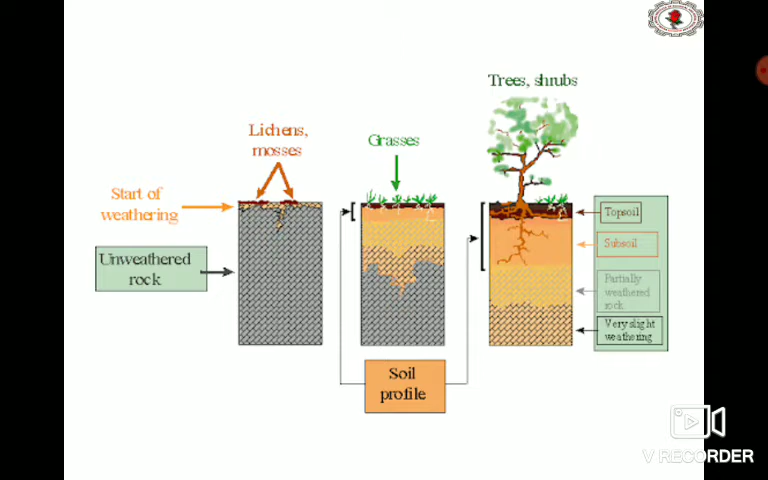 Trees, shrubs
Lichens,
mosses
Grasses
Start of
weathering
Unweathered
rock
Topsoil
Subsoil
Partially
weathered
rock
Very slight
weathering
Soil
profile
V RECORDER